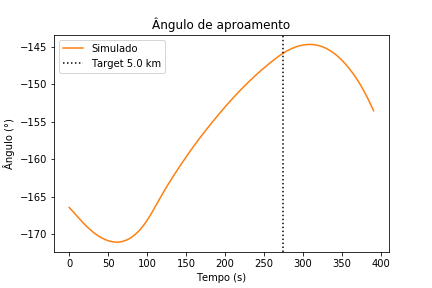 Ângulo de aproamento
Simulado
Target 5.0 km
−145
−150
−155
−160
−165
−170
Ângulo (°)
0 50 100 150 200 250 300 350 400
Tempo (s)